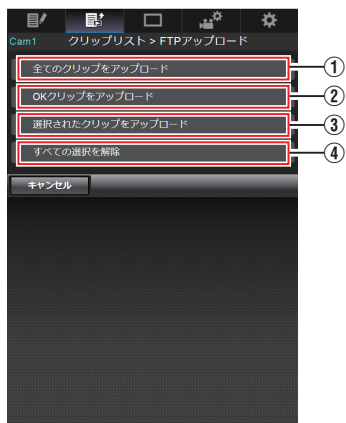 Cam1 クリップリスト > FTPアップロード
全てのクリップをアップロード ①
OKクリップをアップロード ②
選択されたクリップをアップロード ③
すべての選択を解除 ④
キャンセル